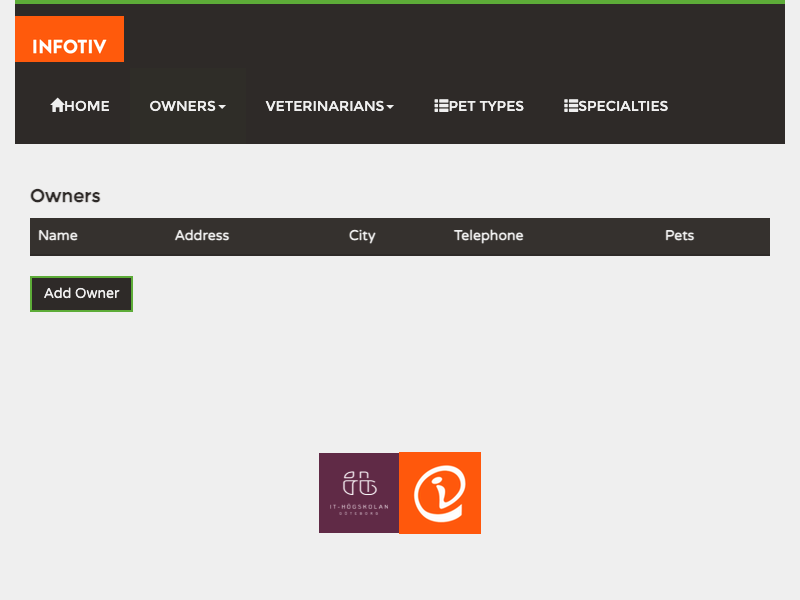 INFOTIV
HOME OWNERS VETERINARIANS PET TYPES SPECIALTIES
Owners
Name Address City Telephone Pets
Add Owner
IT-HÖGSKOLAN
GÖTEBORG